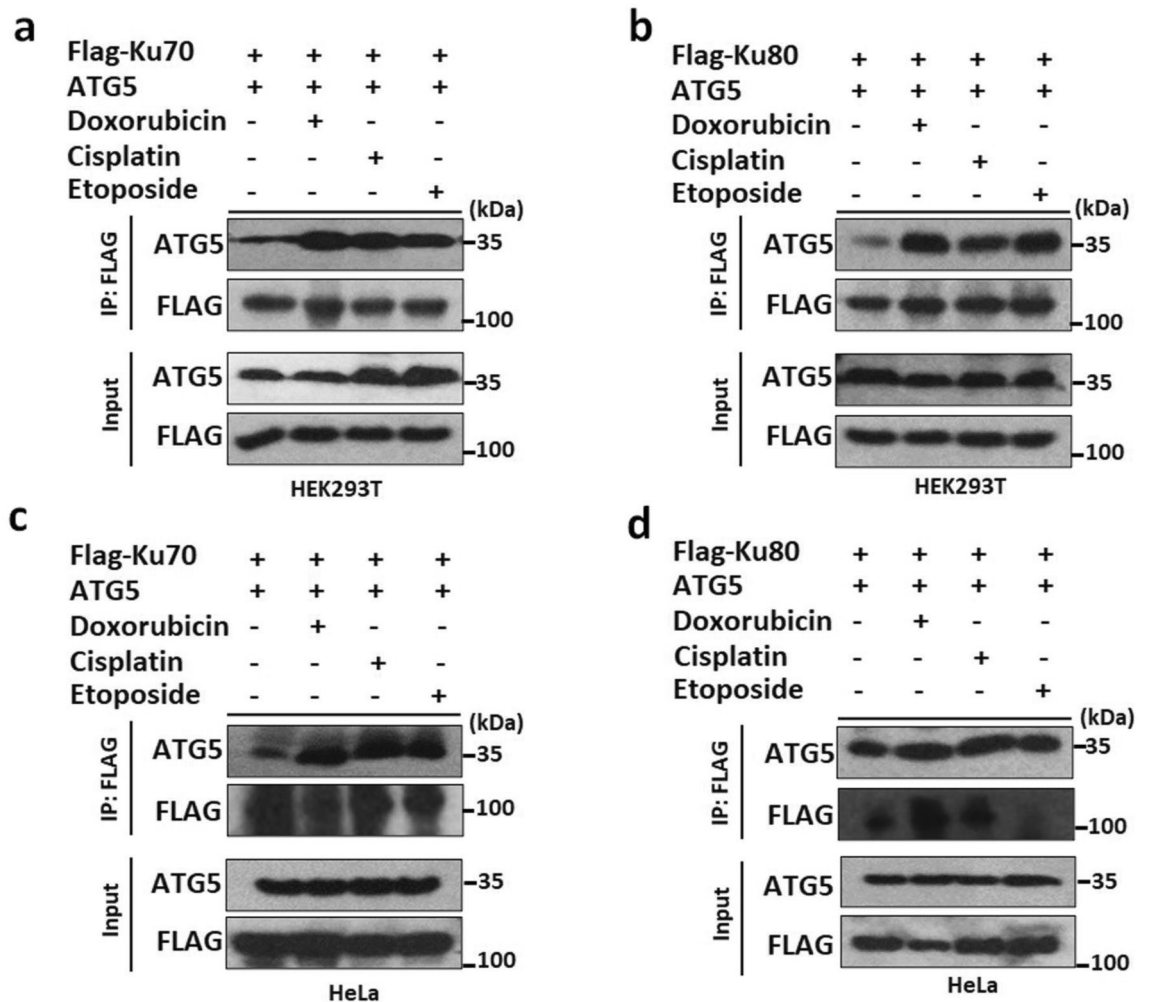 a
Flag-Ku70 + + + +
ATG5 + + + +
Doxorubicin - + - -
Cisplatin - - + -
Etoposide - - - +
(kDa)
IP: FLAG
ATG5 -35
FLAG -100
Input
ATG5 -35
FLAG -100
HEK293T
b
Flag-Ku80 + + + +
ATG5 + + + +
Doxorubicin - + - -
Cisplatin - - + -
Etoposide - - - +
(kDa)
IP: FLAG
ATG5 -35
FLAG -100
Input
ATG5 -35
FLAG -100
HEK293T
c
Flag-Ku70 + + + +
ATG5 + + + +
Doxorubicin - + - -
Cisplatin - - + -
Etoposide - - - +
(kDa)
IP: FLAG
ATG5 -35
FLAG -100
Input
ATG5 -35
FLAG -100
HeLa
d
Flag-Ku80 + + + +
ATG5 + + + +
Doxorubicin - + - -
Cisplatin - - + -
Etoposide - - - +
(kDa)
IP: FLAG
ATG5 -35
FLAG -100
Input
ATG5 -35
FLAG -100
HeLa